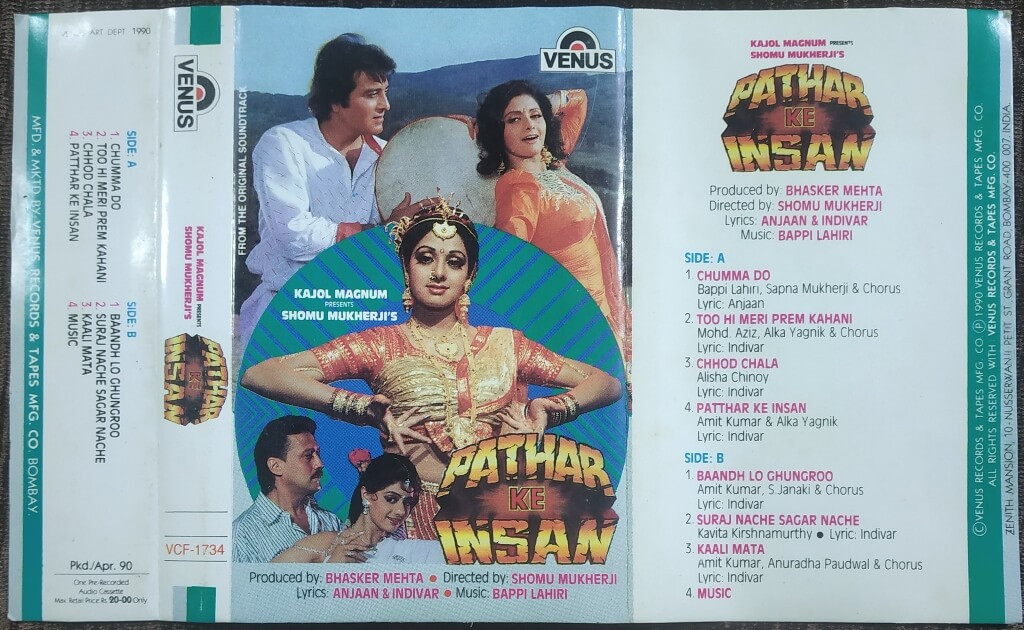 VENUS ART DEPT 1990
MFD. & MKTD. BY VENUS RECORDS & TAPES MFG. CO. BOMBAY.
SIDE: A
1. CHUMMA DO
2. TOO HI MERI PREM KAHANI
3. CHHOD CHALA
4. PATTHAR KE INSAN
SIDE: B
1. BAANDH LO GHUNGROO
2. SURAJ NACHE SAGAR NACHE
3. KAALI MATA
4. MUSIC
Pkd./Apr. 90
One Pre-Recorded
Audio Cassette
Max. Retail Price Rs. 20-00 Only
VENUS
KAJOL MAGNUM PRESENTS
SHOMU MUKHERJI'S
PATHAR
KE
INSAN
VCF-1734
FROM THE ORIGINAL SOUNDTRACK
VENUS
KAJOL MAGNUM
PRESENTS
SHOMU MUKHERJI'S
PATHAR
KE
INSAN
Produced by: BHASKER MEHTA • Directed by: SHOMU MUKHERJI
Lyrics: ANJAAN & INDIVAR • Music: BAPPI LAHIRI
KAJOL MAGNUM PRESENTS
SHOMU MUKHERJI'S
PATHAR
KE
INSAN
Produced by: BHASKER MEHTA
Directed by: SHOMU MUKHERJI
Lyrics: ANJAAN & INDIVAR
Music: BAPPI LAHIRI
SIDE: A
1. CHUMMA DO
Bappi Lahiri, Sapna Mukherji & Chorus
Lyric: Anjaan
2. TOO HI MERI PREM KAHANI
Mohd. Aziz, Alka Yagnik & Chorus
Lyric: Indivar
3. CHHOD CHALA
Alisha Chinoy
Lyric: Indivar
4. PATTHAR KE INSAN
Amit Kumar & Alka Yagnik
Lyric: Indivar
SIDE: B
1. BAANDH LO GHUNGROO
Amit Kumar, S.Janaki & Chorus
Lyric: Indivar
2. SURAJ NACHE SAGAR NACHE
Kavita Kirshnamurthy • Lyric: Indivar
3. KAALI MATA
Amit Kumar, Anuradha Paudwal & Chorus
Lyric: Indivar
4. MUSIC
© VENUS RECORDS & TAPES MFG. CO. ℗ 1990 VENUS RECORDS & TAPES MFG. CO.
ALL RIGHTS RESERVED WITH VENUS RECORDS & TAPES MFG. CO.
ZENITH MANSION, 10-NUSSERWANJI PETIT ST., GRANT ROAD, BOMBAY-400 007. INDIA.